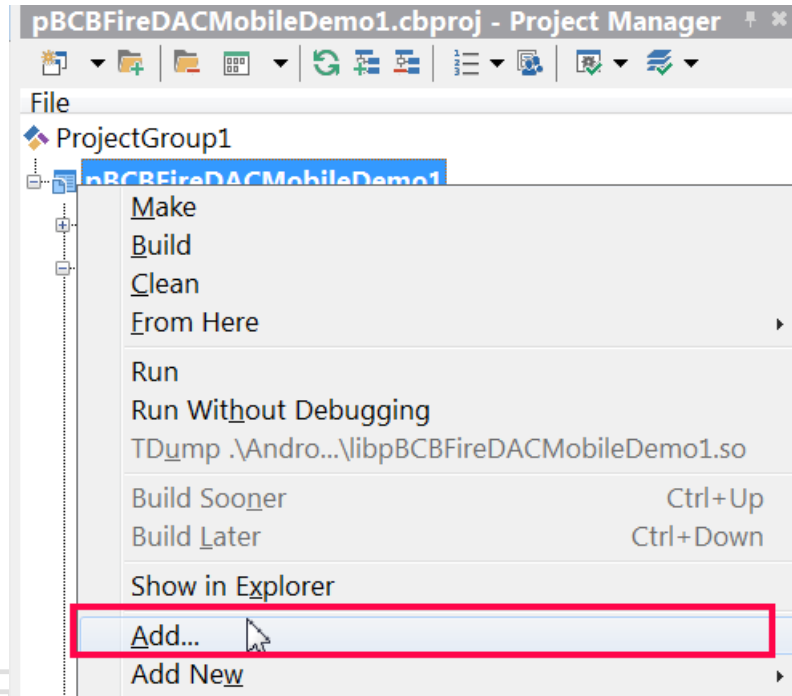 pBCBFireDACMobileDemo1.cbproj - Project Manager
File
ProjectGroup1
pBCBFireDACMobileDemo1
Make
Build
Clean
From Here
Run
Run Without Debugging
TDump .\Andro...\libpBCBFireDACMobileDemo1.so
Build Sooner Ctrl+Up
Build Later Ctrl+Down
Show in Explorer
Add...
Add New